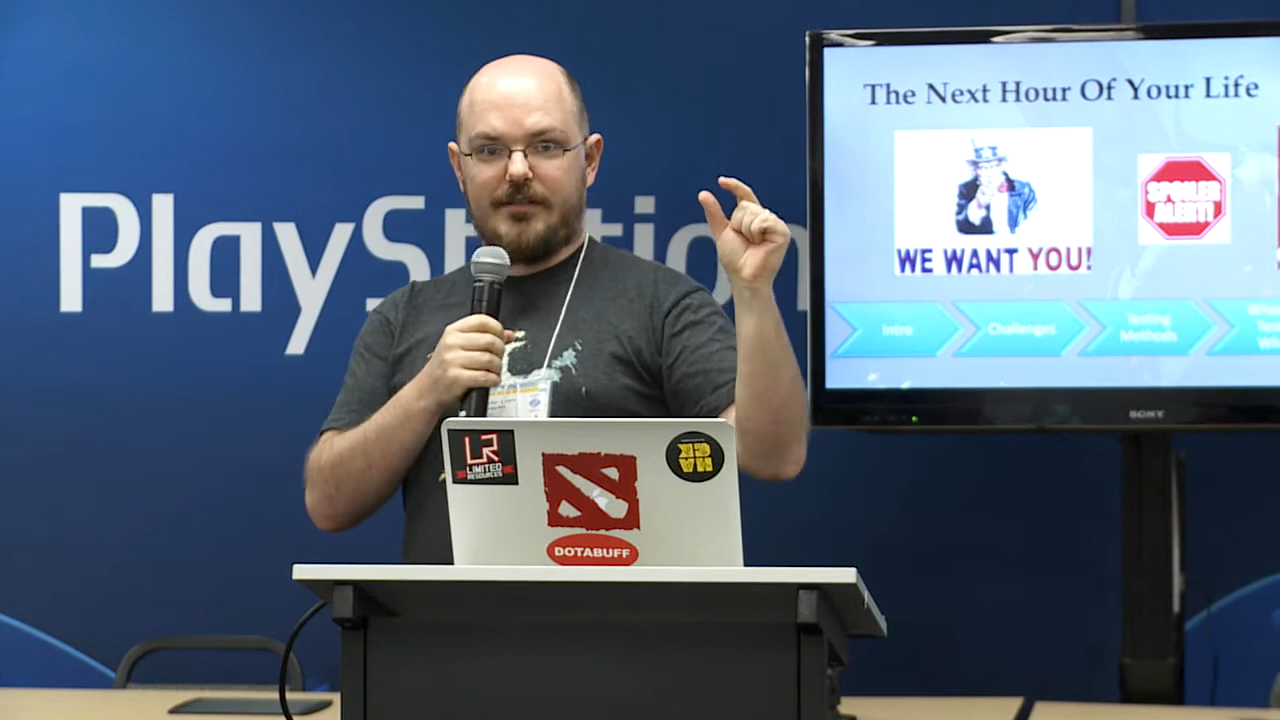 PlayStation
The Next Hour Of Your Life
WE WANT YOU!
SPOILER
ALERT!
Intro
Challenges
Testing
Methods
SONY
LR
LIMITED
RESOURCES
DOTABUFF